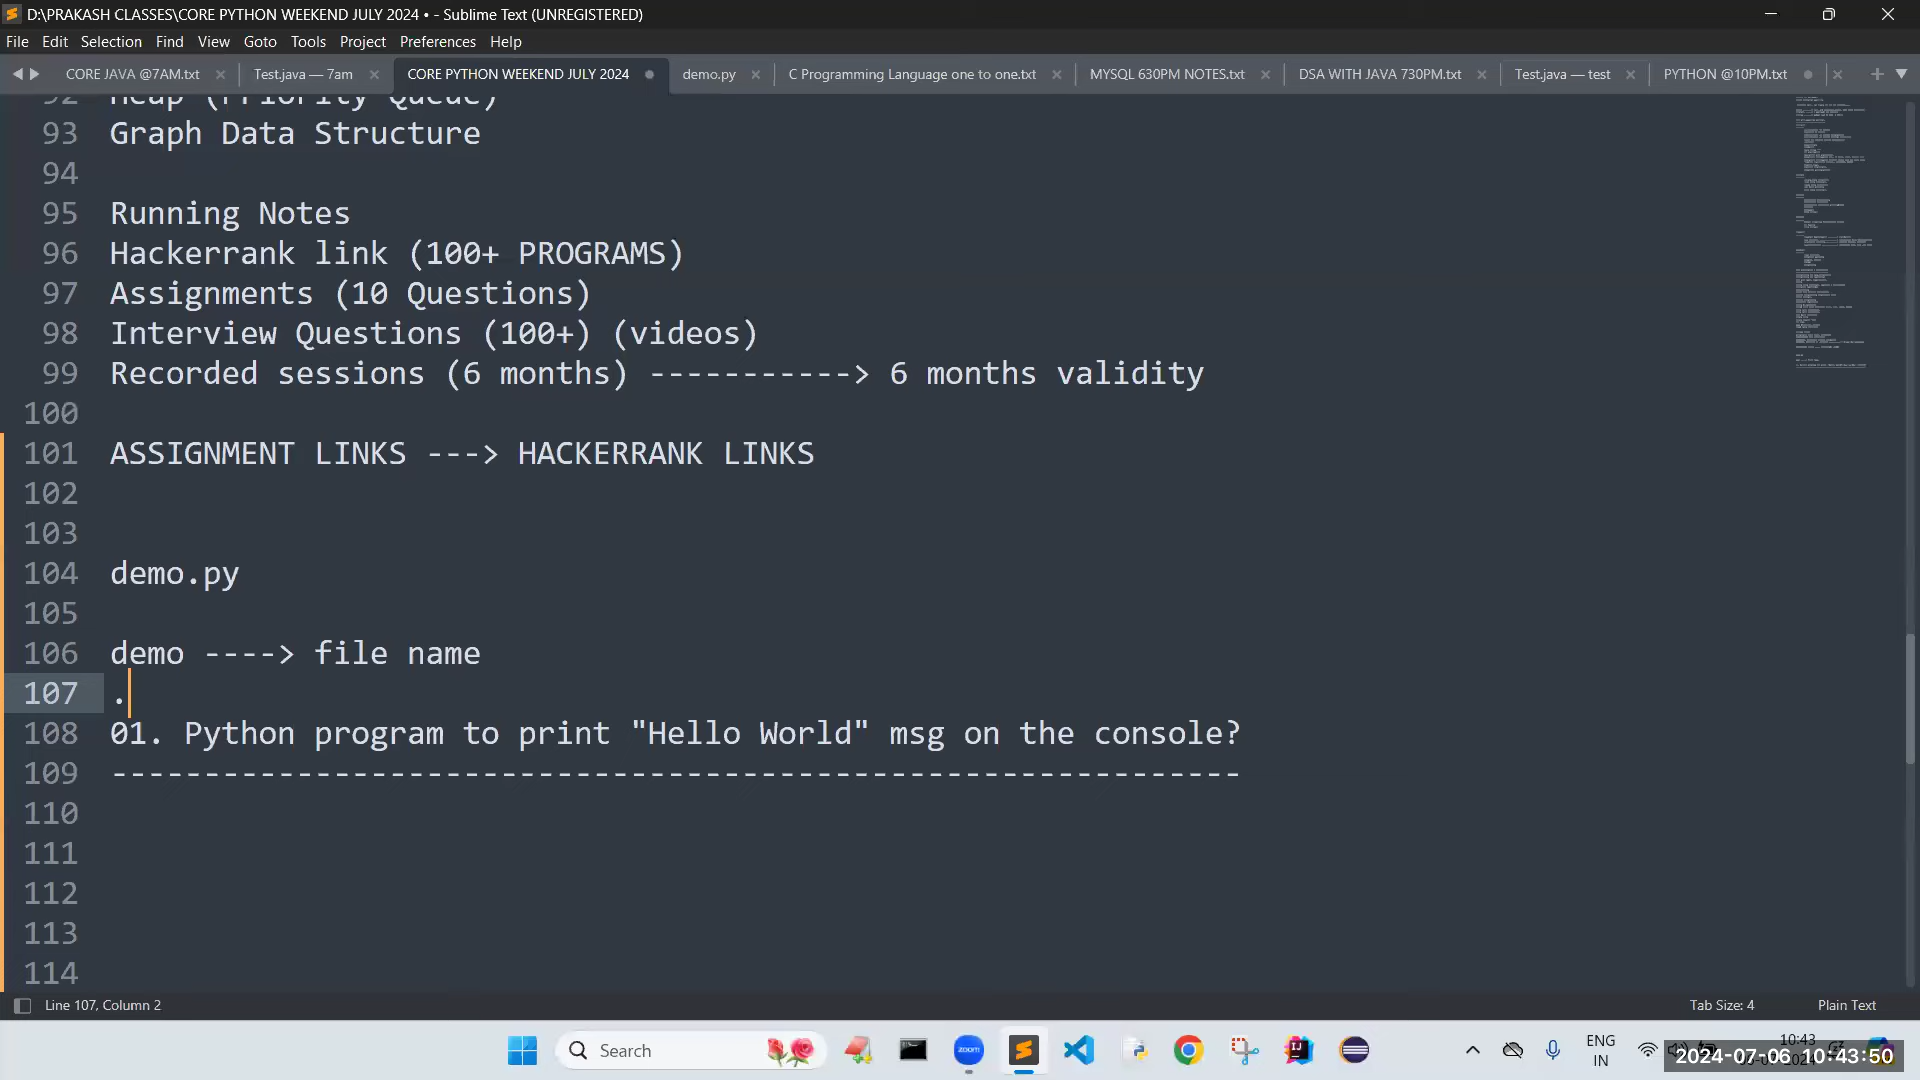 D:\PRAKASH CLASSES\CORE PYTHON WEEKEND JULY 2024 • - Sublime Text (UNREGISTERED)
File Edit Selection Find View Goto Tools Project Preferences Help
CORE JAVA @7AM.txt Test.java — 7am CORE PYTHON WEEKEND JULY 2024 demo.py C Programming Language one to one.txt MYSQL 630PM NOTES.txt DSA WITH JAVA 730PM.txt Test.java — test PYTHON @10PM.txt
92 Heap (Priority Queue)
93 Graph Data Structure
94
95 Running Notes
96 Hackerrank link (100+ PROGRAMS)
97 Assignments (10 Questions)
98 Interview Questions (100+) (videos)
99 Recorded sessions (6 months) -----------> 6 months validity
100
101 ASSIGNMENT LINKS ---> HACKERRANK LINKS
102
103
104 demo.py
105
106 demo ----> file name
107 .
108 01. Python program to print "Hello World" msg on the console?
109 -------------------------------------------------------------
110
111
112
113
114
Line 107, Column 2 Tab Size: 4 Plain Text
Search
zoom
ENG
IN
10:43
2024-07-06 10:43:50